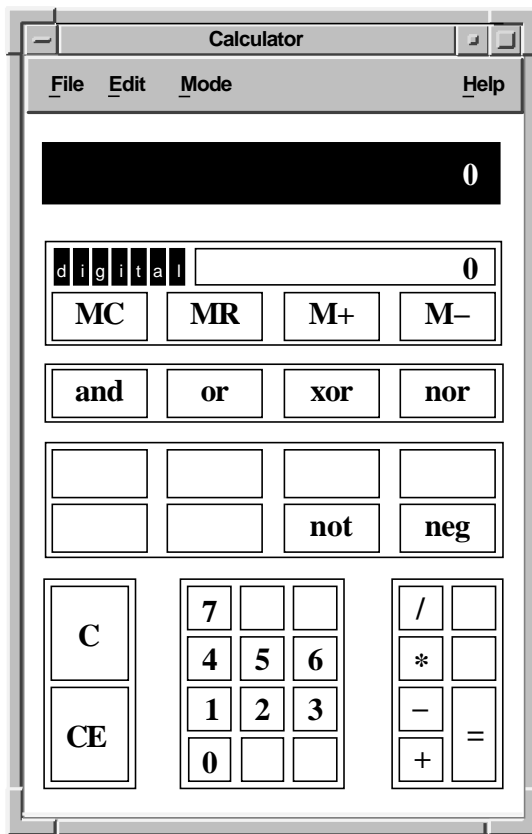 Calculator
File Edit Mode Help
0
digital 0
MC MR M+ M−
and or xor nor
not neg
C
CE
7
4 5 6
1 2 3
0
/
*
−
+
=